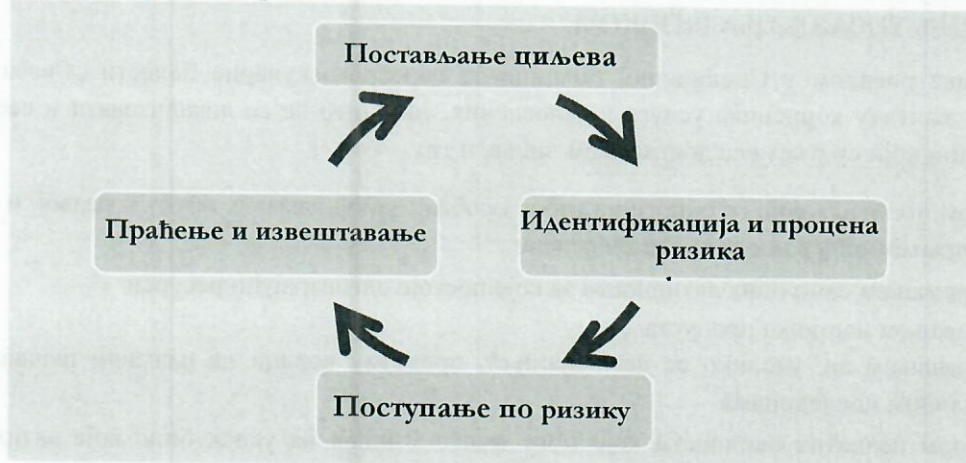 Постављање циљева
Праћење и извештавање
Идентификација и процена
ризика
Поступање по ризику